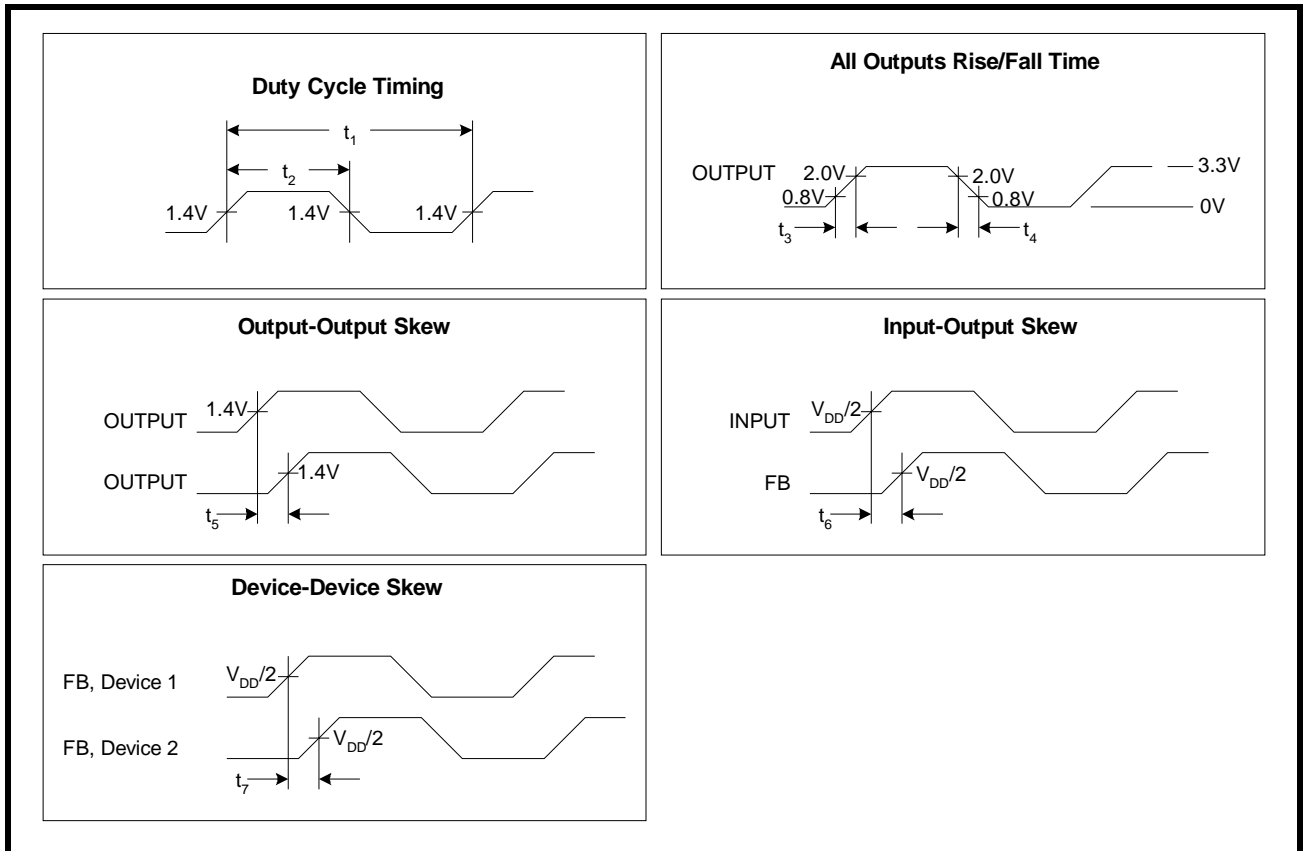 Duty Cycle Timing
t1
t2
1.4V 1.4V 1.4V
All Outputs Rise/Fall Time
OUTPUT 2.0V 2.0V 3.3V
0.8V 0.8V 0V
t3 t4
Output-Output Skew
OUTPUT 1.4V
OUTPUT 1.4V
t5
Input-Output Skew
INPUT VDD/2
FB VDD/2
t6
Device-Device Skew
FB, Device 1 VDD/2
FB, Device 2 VDD/2
t7